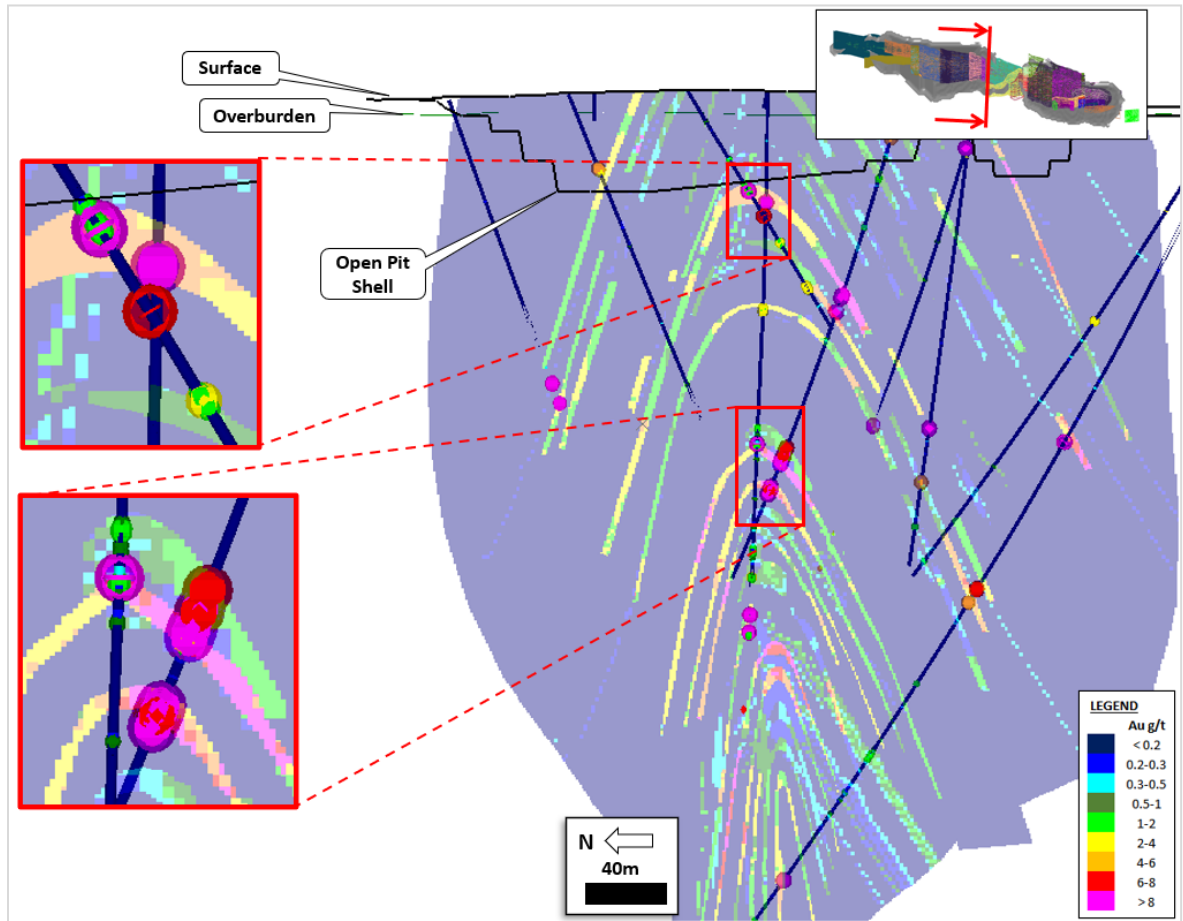 Surface
Overburden
Open Pit
Shell
N
40m
LEGEND
Au g/t
< 0.2
0.2-0.3
0.3-0.5
0.5-1
1-2
2-4
4-6
6-8
> 8